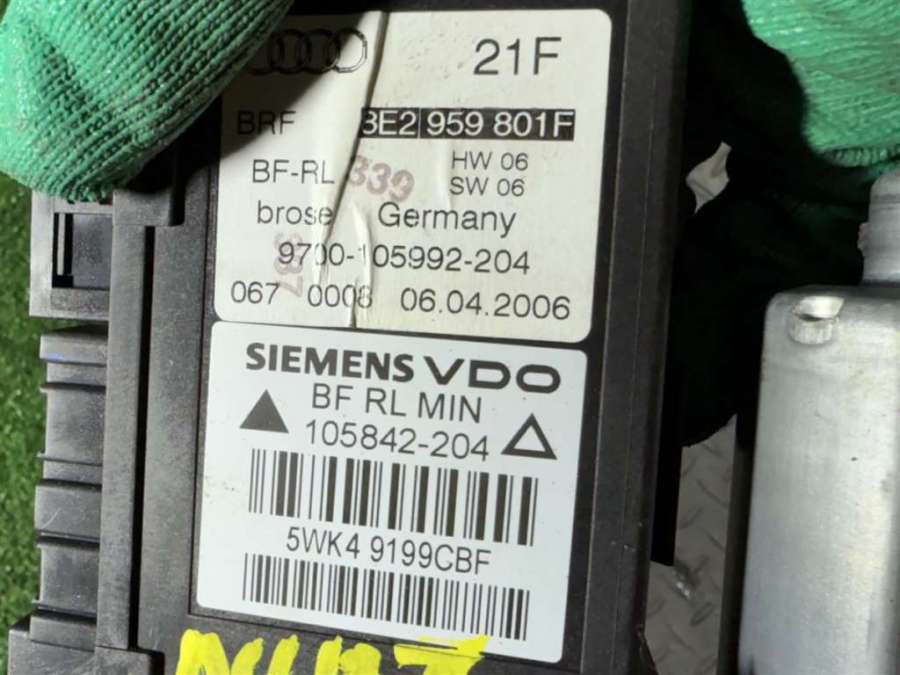 21F
BRF 8E2 959 801F
BF-RL HW 06
339 SW 06
brose Germany
9700-105992-204
067 0008 06.04.2006
SIEMENS VDO
BF RL MIN
105842-204
5WK4 9199CBF